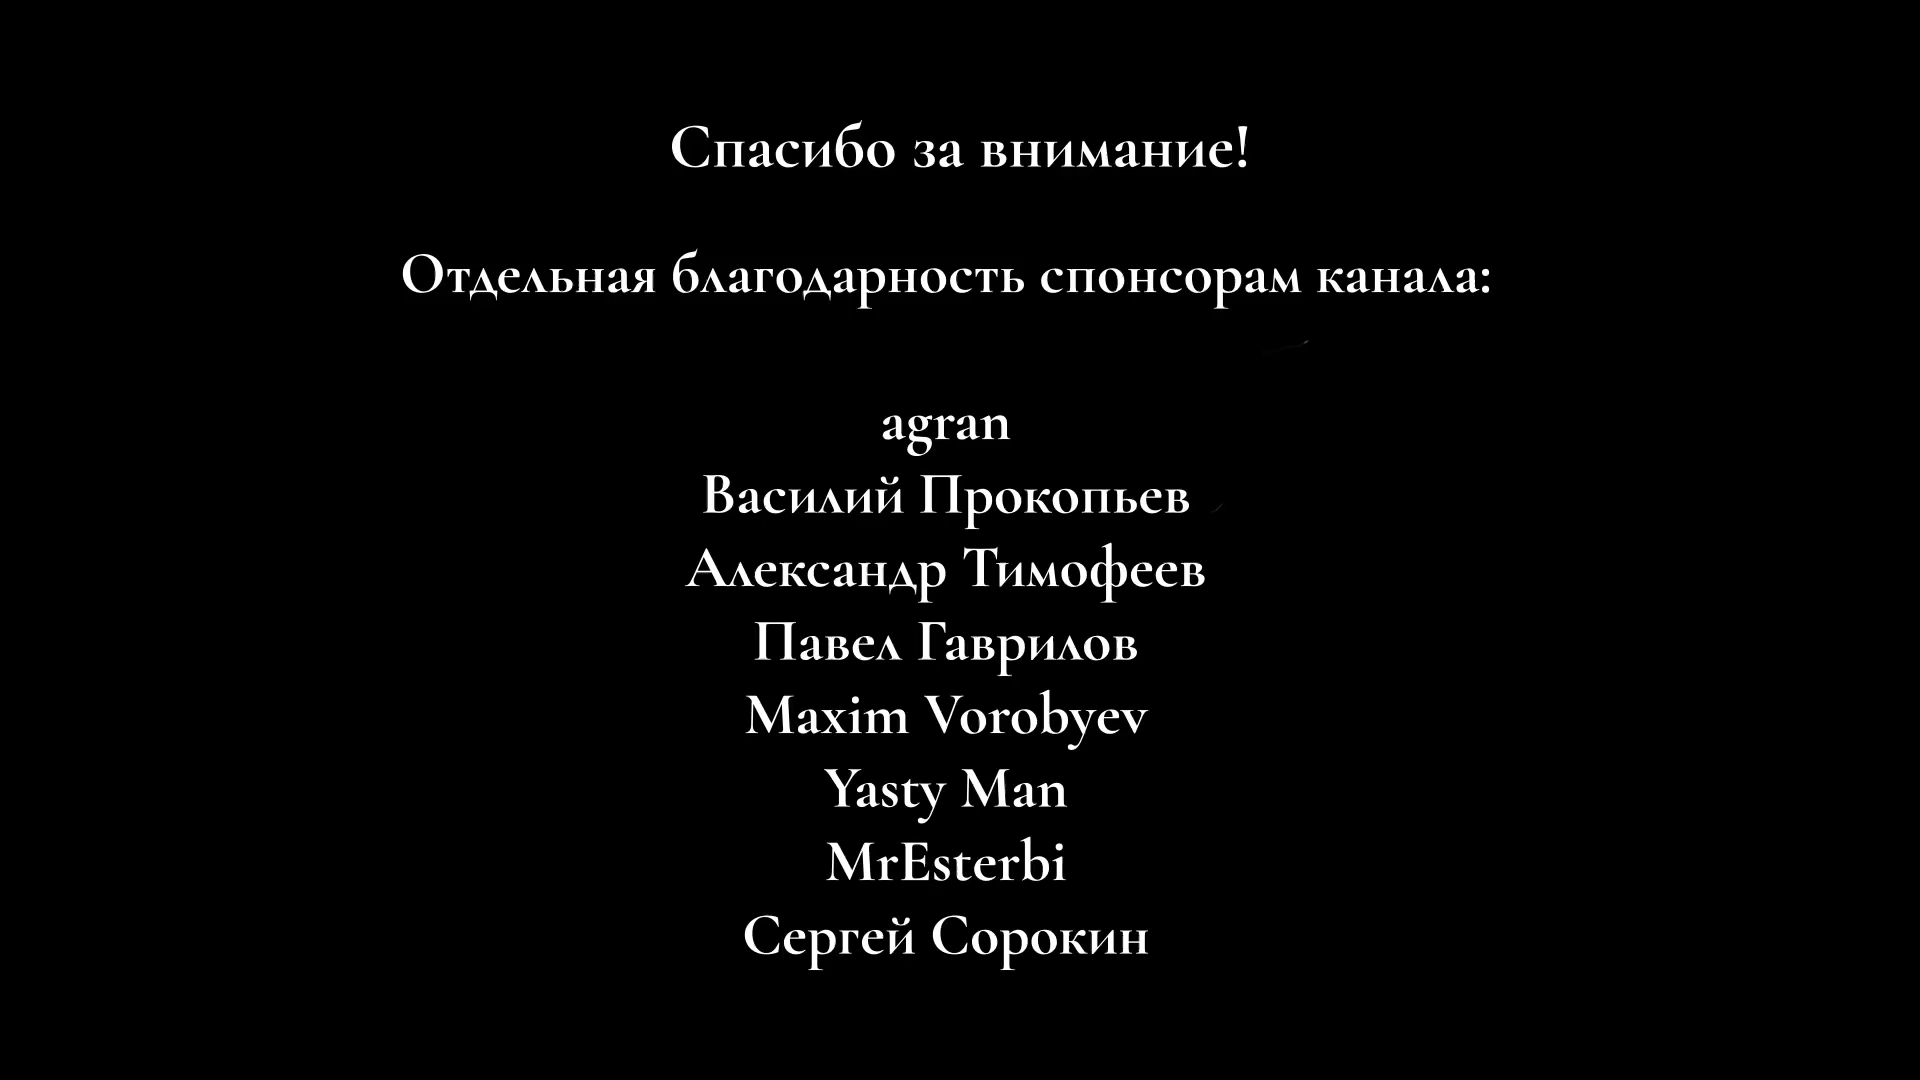 Спасибо за внимание!
Отдельная благодарность спонсорам канала:
agran
Василий Прокопьев
Александр Тимофеев
Павел Гаврилов
Maxim Vorobyev
Yasty Man
MrEsterbi
Сергей Сорокин